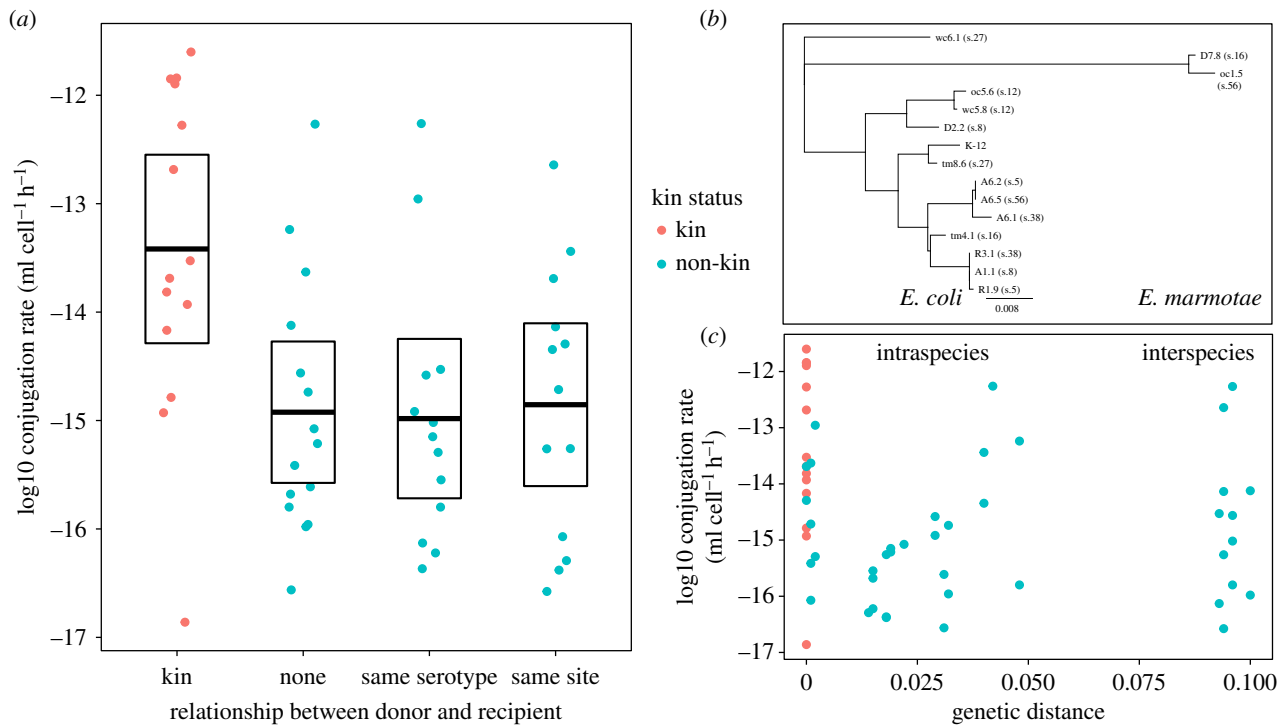 (a)
log10 conjugation rate (ml cell⁻¹ h⁻¹)
–12
–13
–14
–15
–16
–17
kin
none
same serotype
same site
relationship between donor and recipient
kin status
kin
non-kin
(b)
wc6.1 (s.27)
D7.8 (s.16)
oc1.5
(s.56)
oc5.6 (s.12)
wc5.8 (s.12)
D2.2 (s.8)
K-12
tm8.6 (s.27)
A6.2 (s.5)
A6.5 (s.56)
A6.1 (s.38)
tm4.1 (s.16)
R3.1 (s.38)
A1.1 (s.8)
R1.9 (s.5)
E. coli
0.008
E. marmotae
(c)
intraspecies
interspecies
log10 conjugation rate
(ml cell⁻¹ h⁻¹)
–12
–13
–14
–15
–16
–17
0
0.025
0.050
0.075
0.100
genetic distance